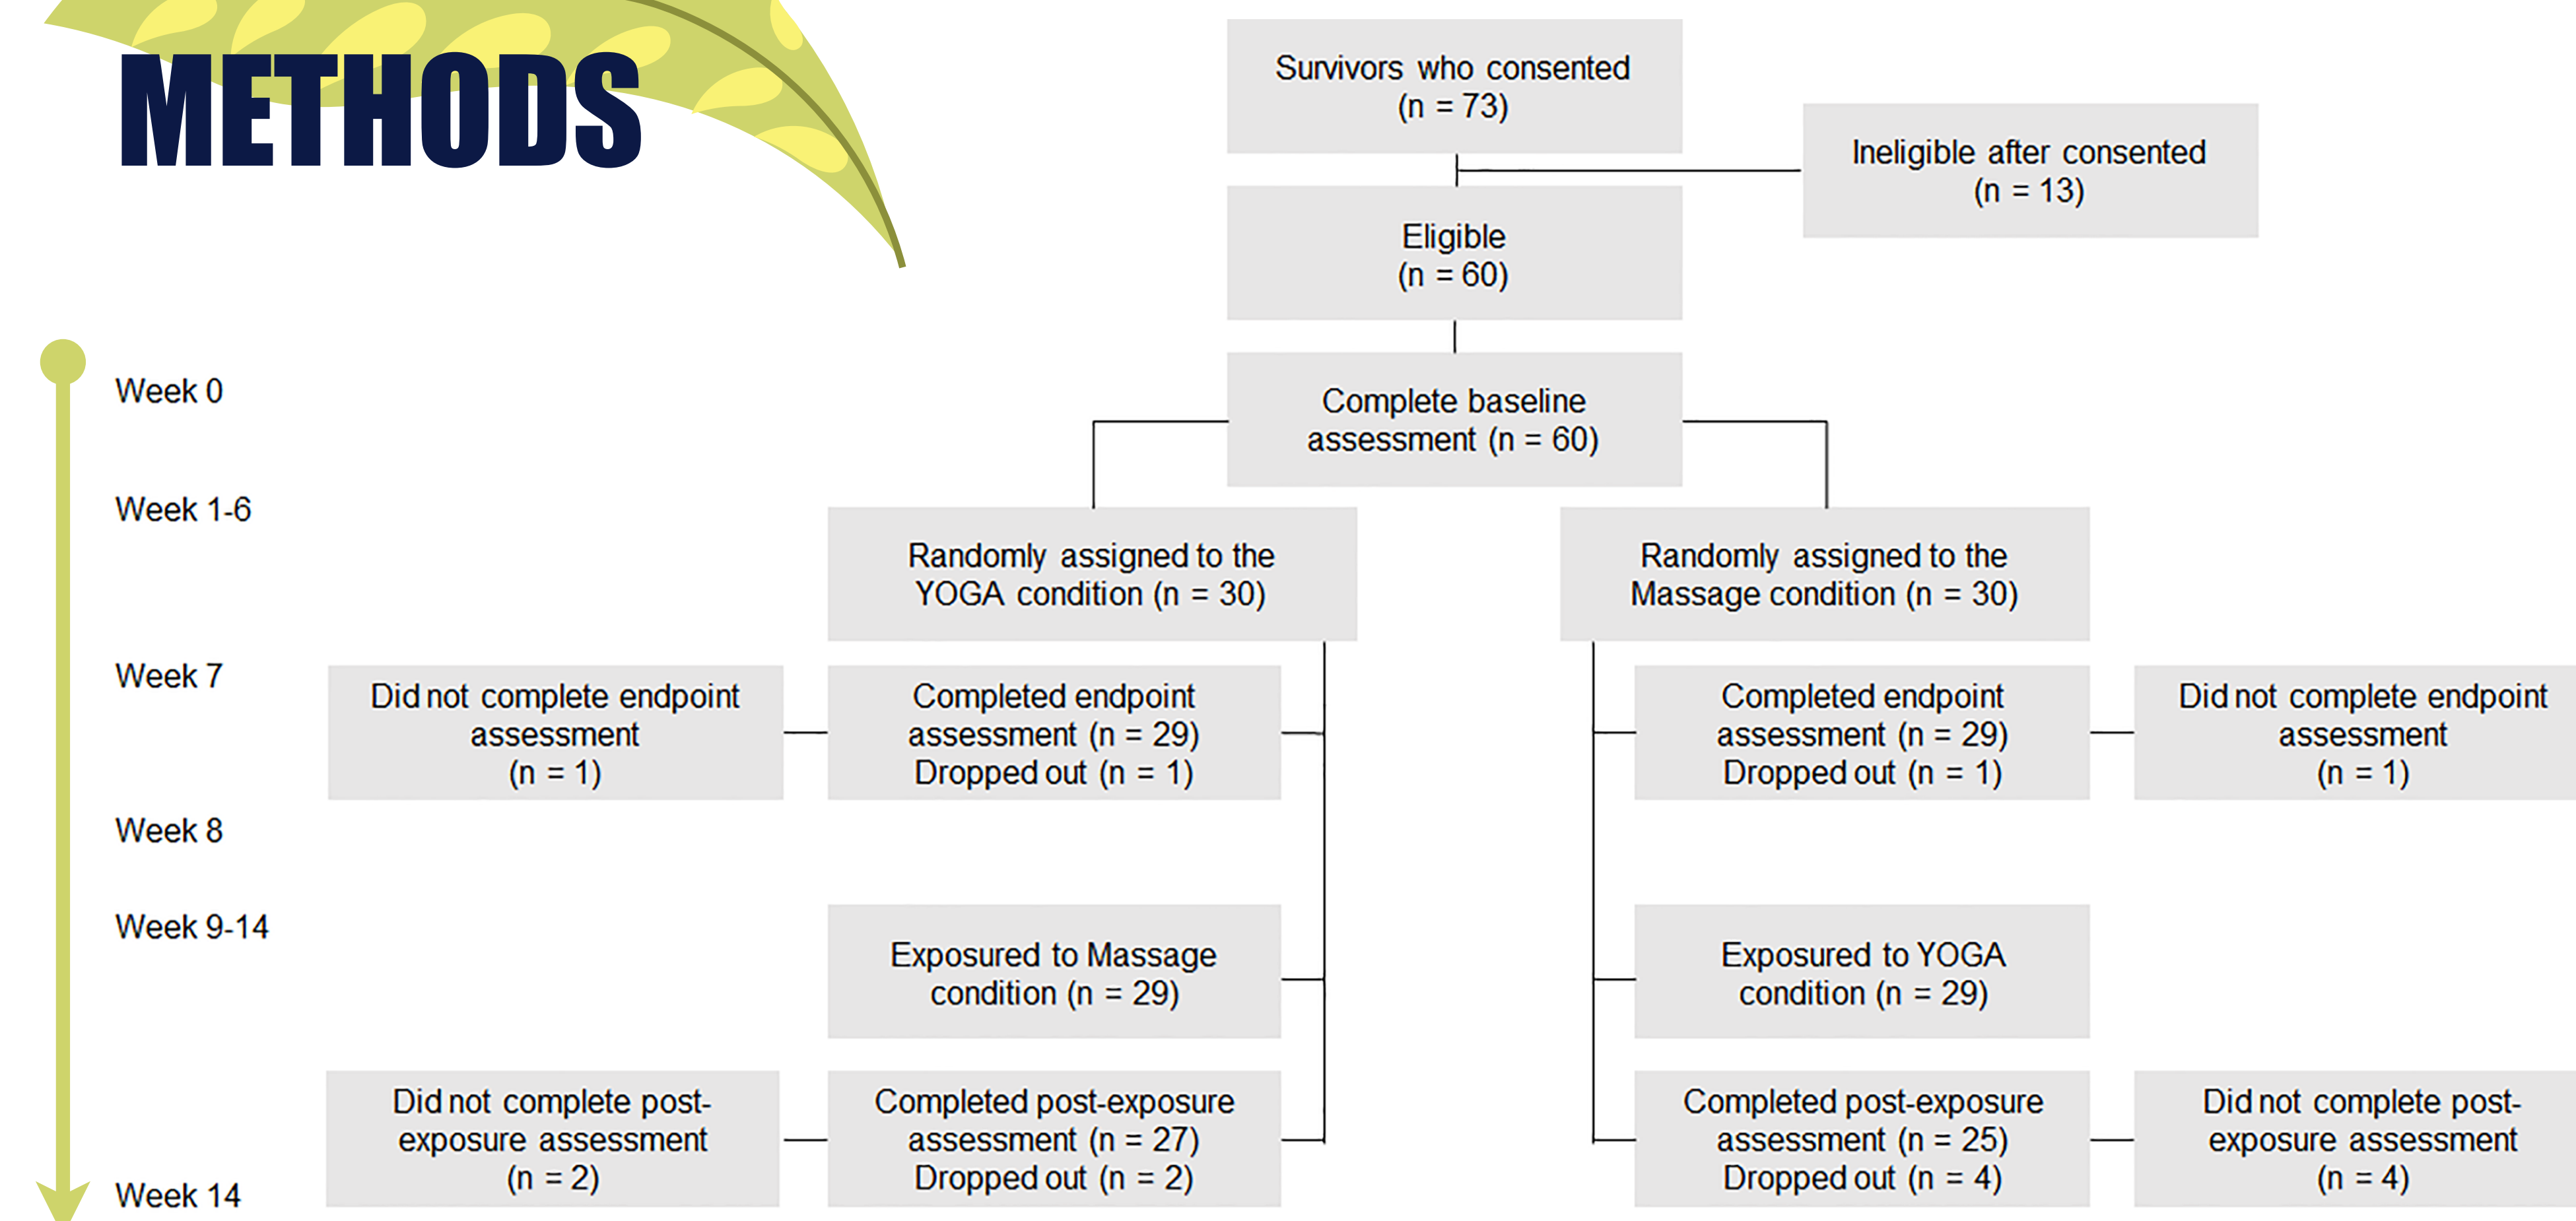 METHODS
Survivors who consented
(n = 73)
Ineligible after consented
(n = 13)
Eligible
(n = 60)
Week 0
Complete baseline
assessment (n = 60)
Week 1-6
Randomly assigned to the
YOGA condition (n = 30)
Randomly assigned to the
Massage condition (n = 30)
Week 7
Did not complete endpoint
assessment
(n = 1)
Completed endpoint
assessment (n = 29)
Dropped out (n = 1)
Completed endpoint
assessment (n = 29)
Dropped out (n = 1)
Did not complete endpoint
assessment
(n = 1)
Week 8
Week 9-14
Exposured to Massage
condition (n = 29)
Exposured to YOGA
condition (n = 29)
Did not complete post-
exposure assessment
(n = 2)
Completed post-exposure
assessment (n = 27)
Dropped out (n = 2)
Completed post-exposure
assessment (n = 25)
Dropped out (n = 4)
Did not complete post-
exposure assessment
(n = 4)
Week 14